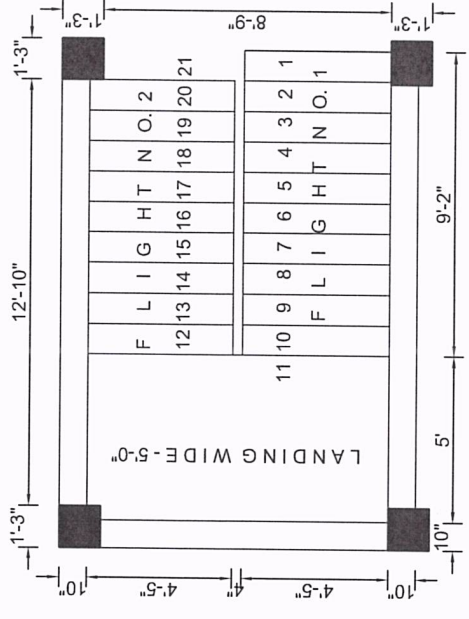 1'-3"
8'-9"
1'-3"
1'-3"
12'-10"
1'-3"
FLIGHT NO. 2
12 13 14 15 16 17 18 19 20 21
11 10 9 8 7 6 5 4 3 2 1
FLIGHT NO. 1
LANDING WIDE - 5'-0"
10"
4'-5"
4"
4'-5"
10"
10"
5'
9'-2"